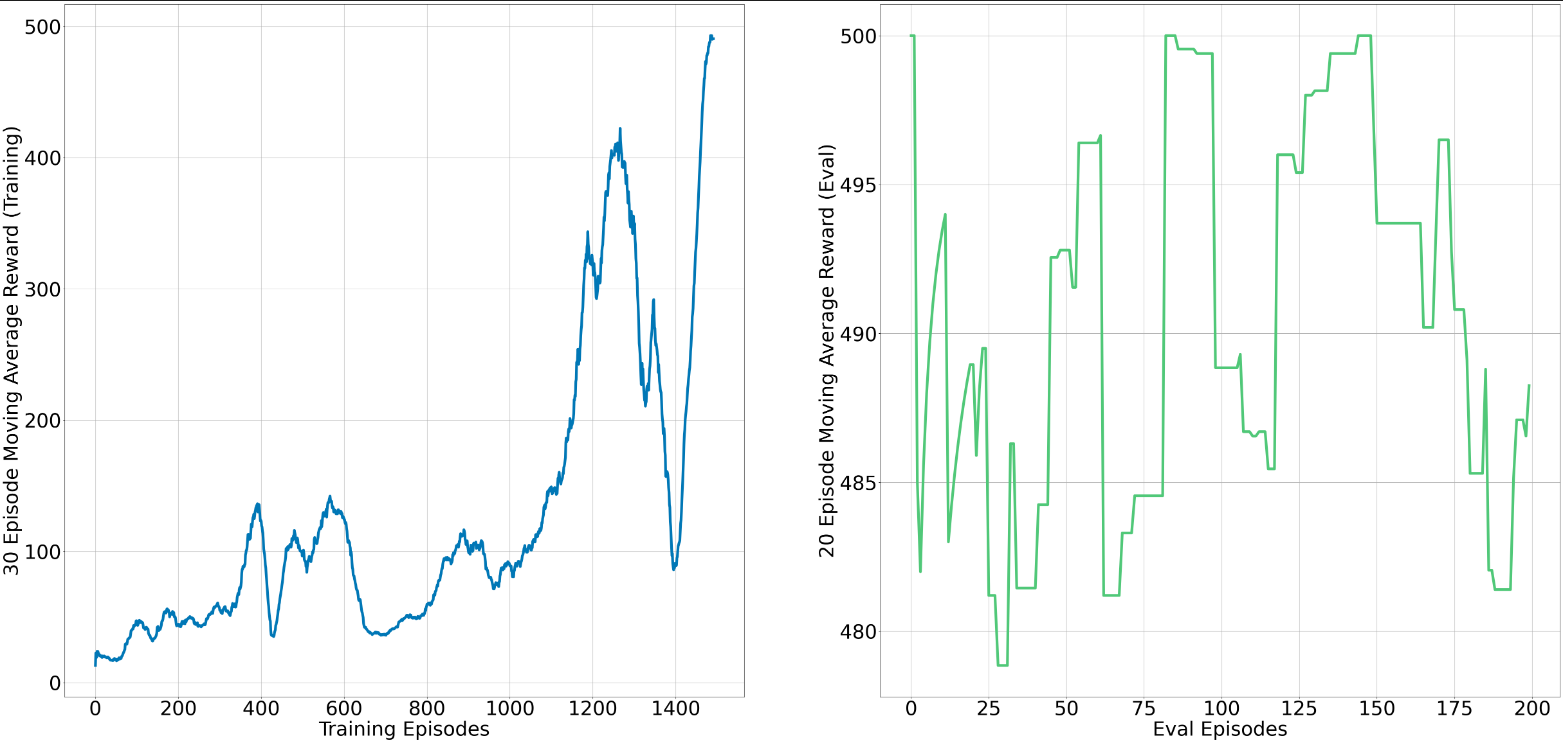 30 Episode Moving Average Reward (Training)
500
400
300
200
100
0
0 200 400 600 800 1000 1200 1400
Training Episodes
20 Episode Moving Average Reward (Eval)
500
495
490
485
480
0 25 50 75 100 125 150 175 200
Eval Episodes